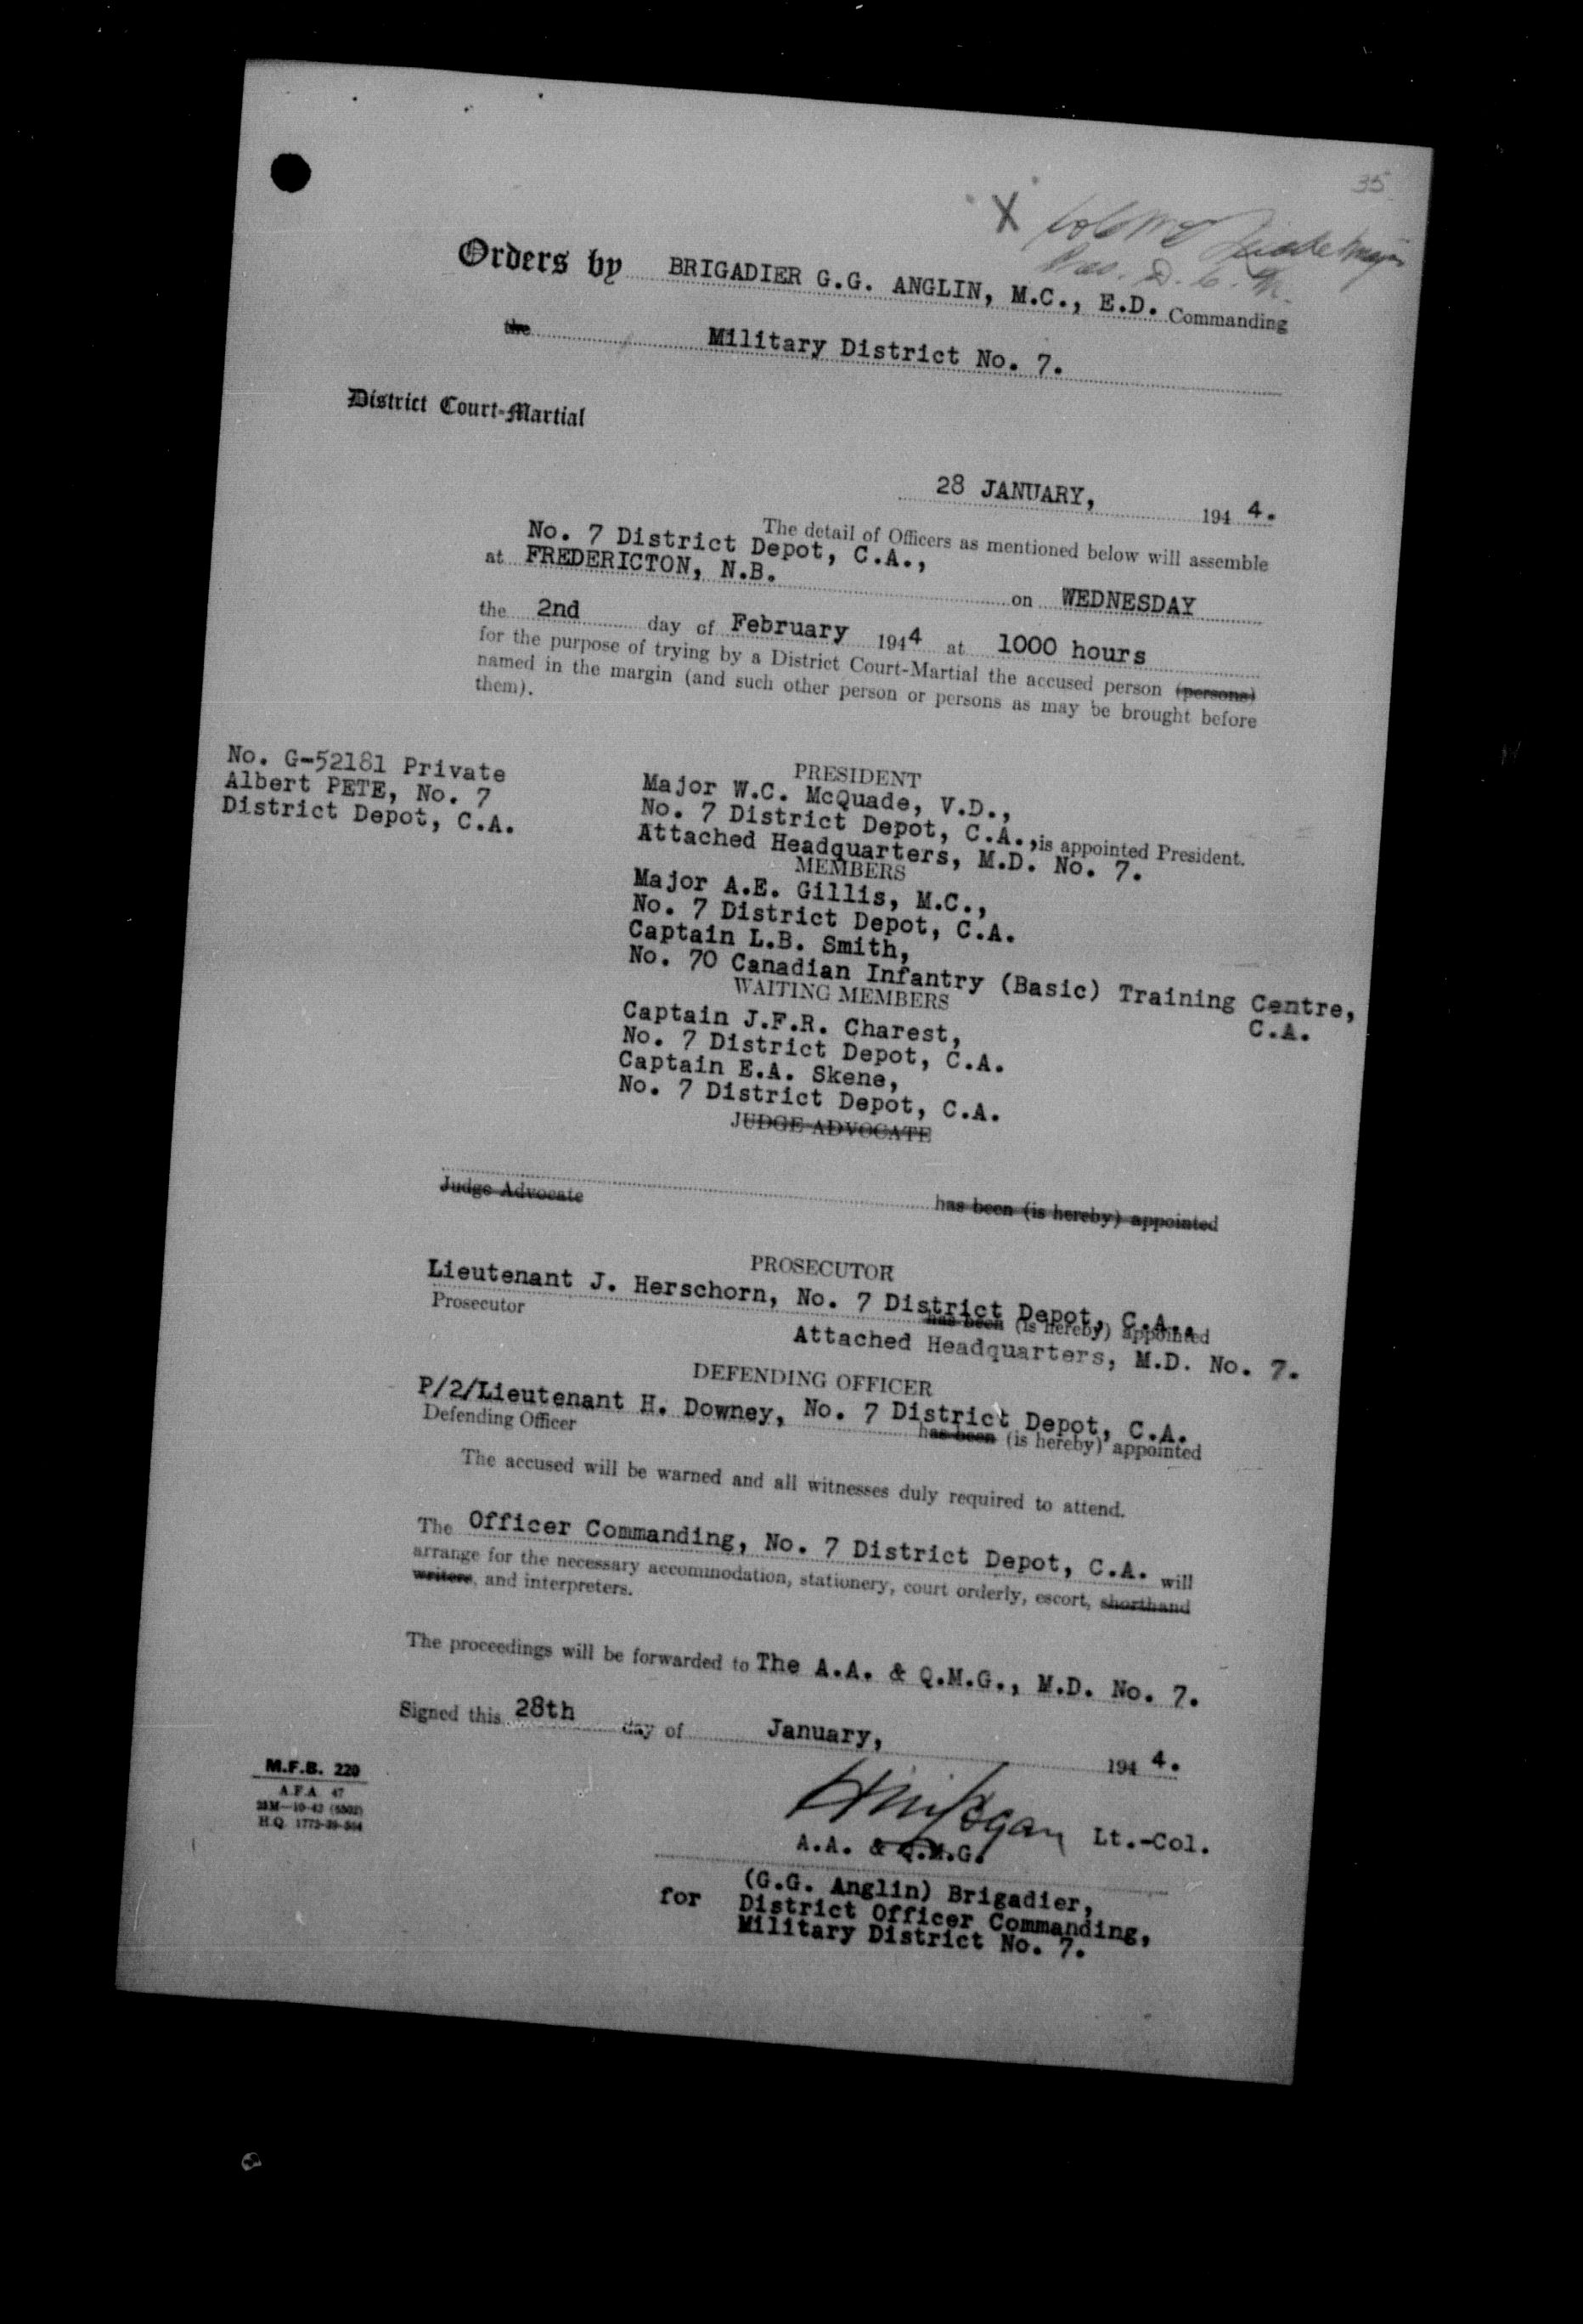 35
X
Orders by BRIGADIER G.G. ANGLIN, M.C., E.D. Commanding
the Military District No. 7.
District Court-Martial
28 JANUARY, 194 4.
The detail of Officers as mentioned below will assemble
No. 7 District Depot, C.A.,
at FREDERICTON, N.B. on WEDNESDAY
the 2nd day of February 1944 at 1000 hours
for the purpose of trying by a District Court-Martial the accused person (persons)
named in the margin (and such other person or persons as may be brought before
them).
No. G-52181 Private
Albert PETE, No. 7
District Depot, C.A.
PRESIDENT
Major W.C. McQuade, V.D.,
No. 7 District Depot, C.A., is appointed President.
Attached Headquarters, M.D. No. 7.
MEMBERS
Major A.E. Gillis, M.C.,
No. 7 District Depot, C.A.
Captain L.B. Smith,
No. 70 Canadian Infantry (Basic) Training Centre,
C.A.
WAITING MEMBERS
Captain J.F.R. Charest,
No. 7 District Depot, C.A.
Captain E.A. Skene,
No. 7 District Depot, C.A.
JUDGE ADVOCATE
Judge Advocate has been (is hereby) appointed
PROSECUTOR
Lieutenant J. Herschorn, No. 7 District Depot, C.A.,
Prosecutor has been (is hereby) appointed
Attached Headquarters, M.D. No. 7.
DEFENDING OFFICER
P/2/Lieutenant H. Downey, No. 7 District Depot, C.A.
Defending Officer has been (is hereby) appointed
The accused will be warned and all witnesses duly required to attend.
The Officer Commanding, No. 7 District Depot, C.A. will
arrange for the necessary accommodation, stationery, court orderly, escort, shorthand
writers, and interpreters.
The proceedings will be forwarded to The A.A. & Q.M.G., M.D. No. 7.
Signed this 28th day of January, 194 4.
M.F.B. 220
A.F.A. 47
H.Q. 1772-39-564
Lt.-Col.
A.A. & Q.M.G.
(G.G. Anglin) Brigadier,
for District Officer Commanding,
Military District No. 7.